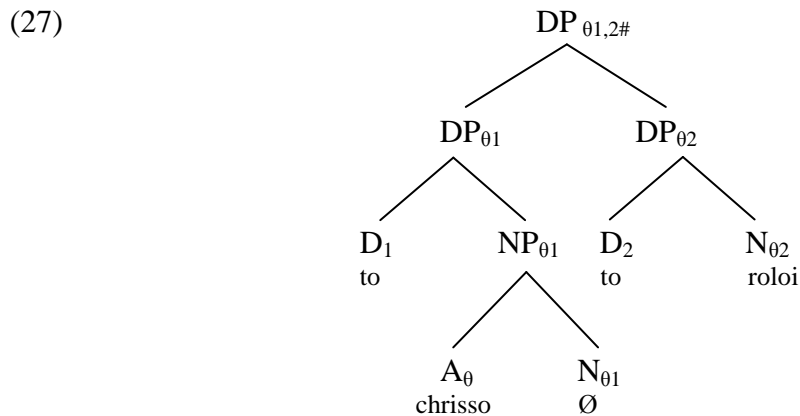 (27) DP θ1,2#
DPθ1 DPθ2
D1 NPθ1 D2 Nθ2
to to roloi
Aθ Nθ1
chrisso Ø